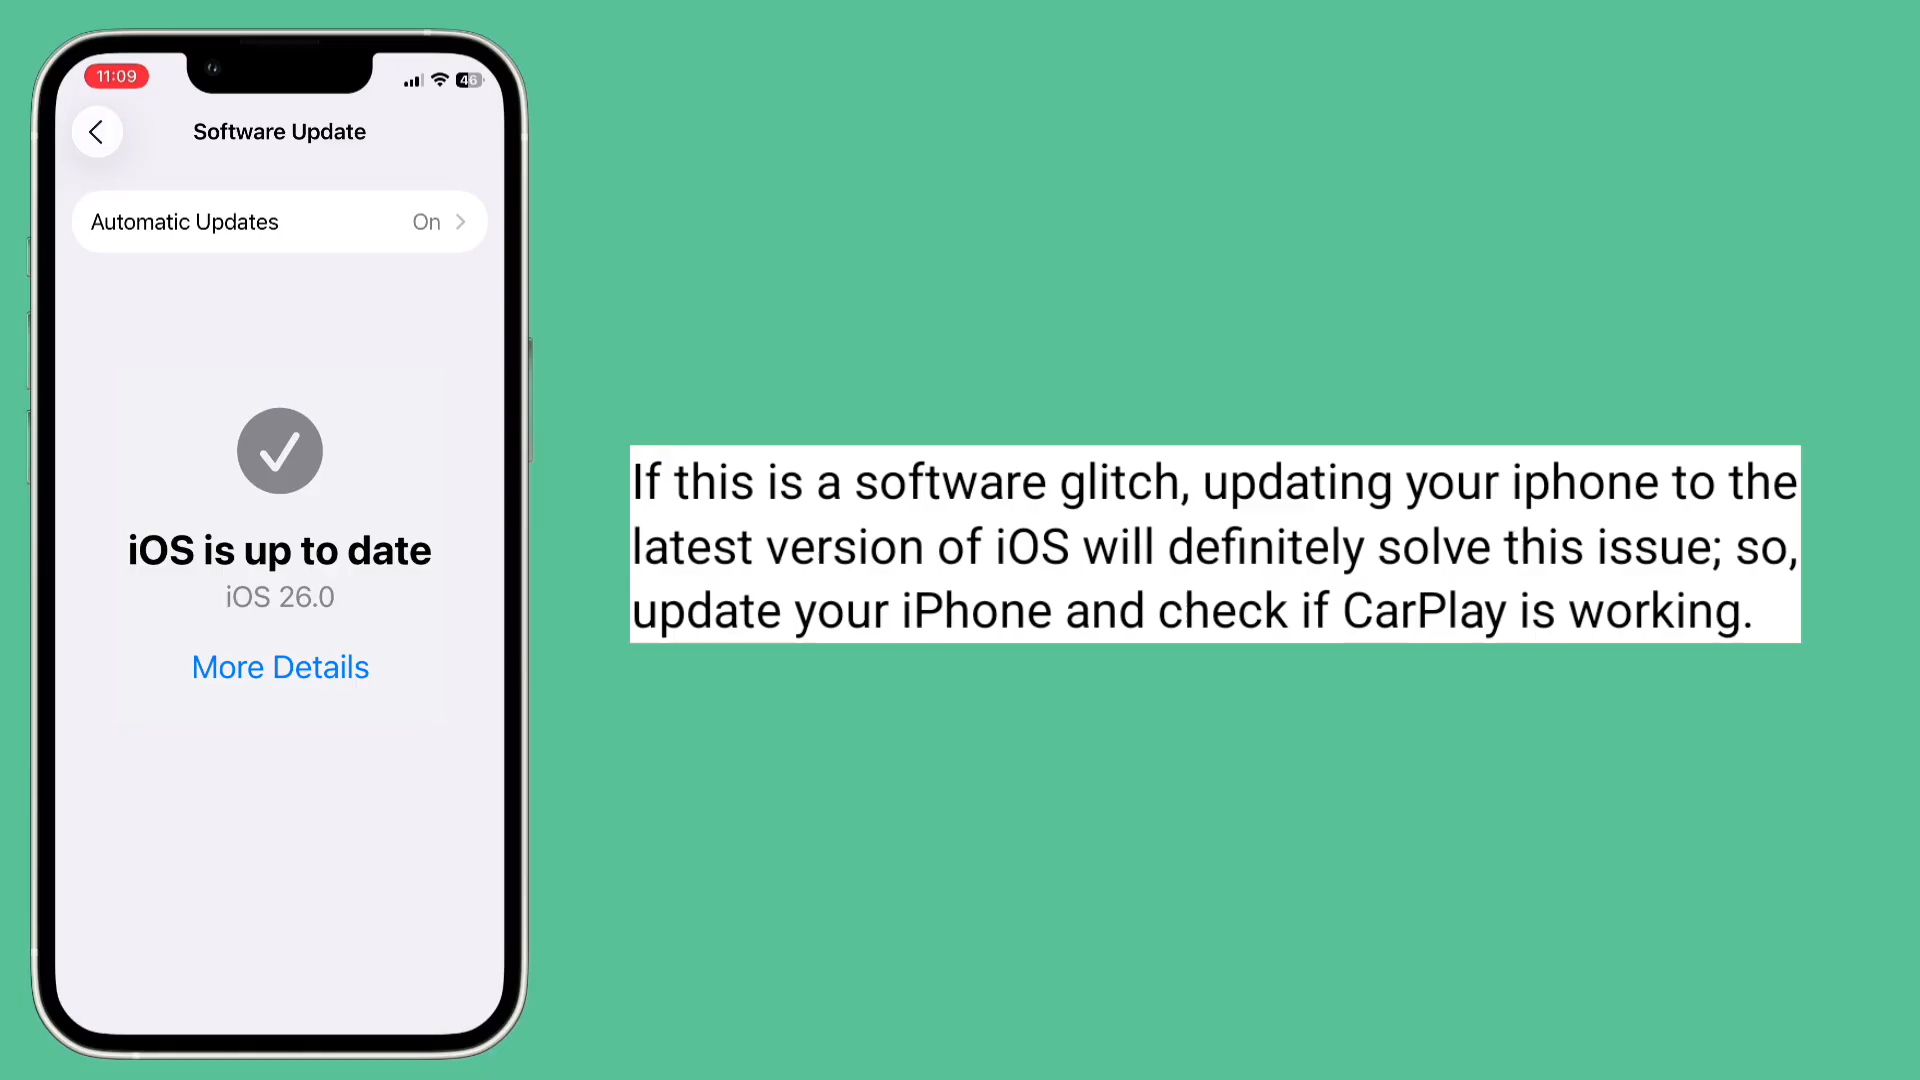 11:09
46
Software Update
Automatic Updates On
iOS is up to date
iOS 26.0
More Details
If this is a software glitch, updating your iphone to the
latest version of iOS will definitely solve this issue; so,
update your iPhone and check if CarPlay is working.